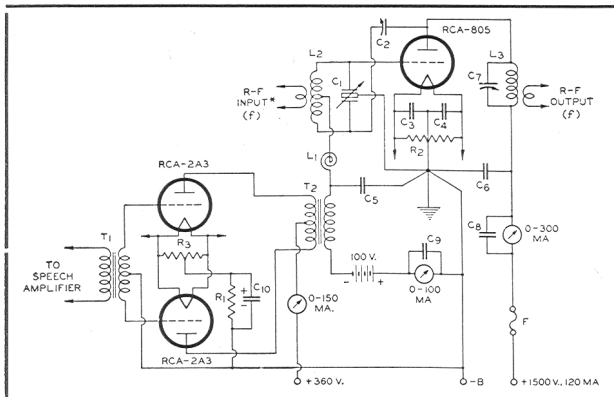 RCA-805
C2
L2
L3
C1
C7
R-F
INPUT*
(f)
R-F
OUTPUT
(f)
C3
C4
R2
L1
C6
RCA-2A3
T2
C5
T1
R3
C8
0-300
MA
C9
100 V.
- +
TO
SPEECH
AMPLIFIER
R1
+
-
C10
0-150
MA.
0-100
MA
F
RCA-2A3
+360 V.
-B
+1500 V., 120 MA